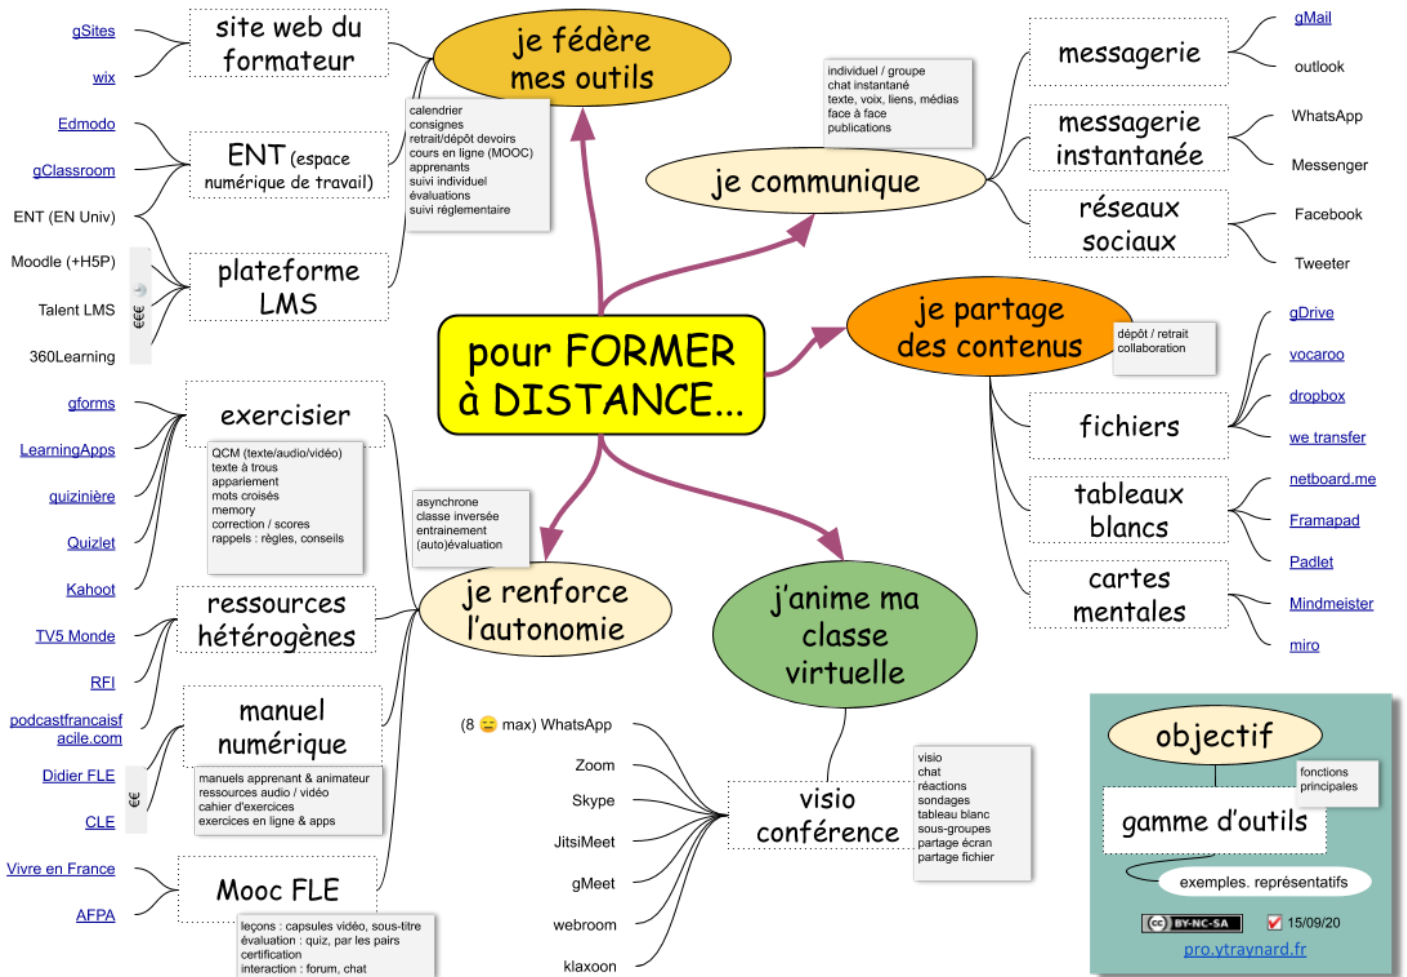 gSites
wix
site web du
formateur
je fédère
mes outils
calendrier
consignes
retrait/dépôt devoirs
cours en ligne (MOOC)
apprenants
suivi individuel
évaluations
suivi réglementaire
Edmodo
gClassroom
ENT (espace
numérique de travail)
ENT (EN Univ)
Moodle (+H5P)
Talent LMS
360Learning
€€€
plateforme
LMS
individuel / groupe
chat instantané
texte, voix, liens, médias
face à face
publications
je communique
messagerie
gMail
outlook
messagerie
instantanée
WhatsApp
Messenger
réseaux
sociaux
Facebook
Tweeter
pour FORMER
à DISTANCE...
je partage
des contenus
dépôt / retrait
collaboration
fichiers
gDrive
vocaroo
dropbox
we transfer
tableaux
blancs
netboard.me
Framapad
Padlet
cartes
mentales
Mindmeister
miro
gforms
LearningApps
quizinière
Quizlet
Kahoot
exercisier
QCM (texte/audio/vidéo)
texte à trous
appariement
mots croisés
memory
correction / scores
rappels : règles, conseils
asynchrone
classe inversée
entrainement
(auto)évaluation
je renforce
l'autonomie
ressources
hétérogènes
TV5 Monde
RFI
podcastfrancaisf
acile.com
manuel
numérique
manuels apprenant & animateur
ressources audio / vidéo
cahier d'exercices
exercices en ligne & apps
Didier FLE
CLE
€€
Mooc FLE
leçons : capsules vidéo, sous-titre
évaluation : quiz, par les pairs
certification
interaction : forum, chat
Vivre en France
AFPA
j'anime ma
classe
virtuelle
visio
conférence
visio
chat
réactions
sondages
tableau blanc
sous-groupes
partage écran
partage fichier
(8 😑 max) WhatsApp
Zoom
Skype
JitsiMeet
gMeet
webroom
klaxoon
objectif
fonctions
principales
gamme d'outils
exemples. représentatifs
cc BY-NC-SA
15/09/20
pro.ytraynard.fr